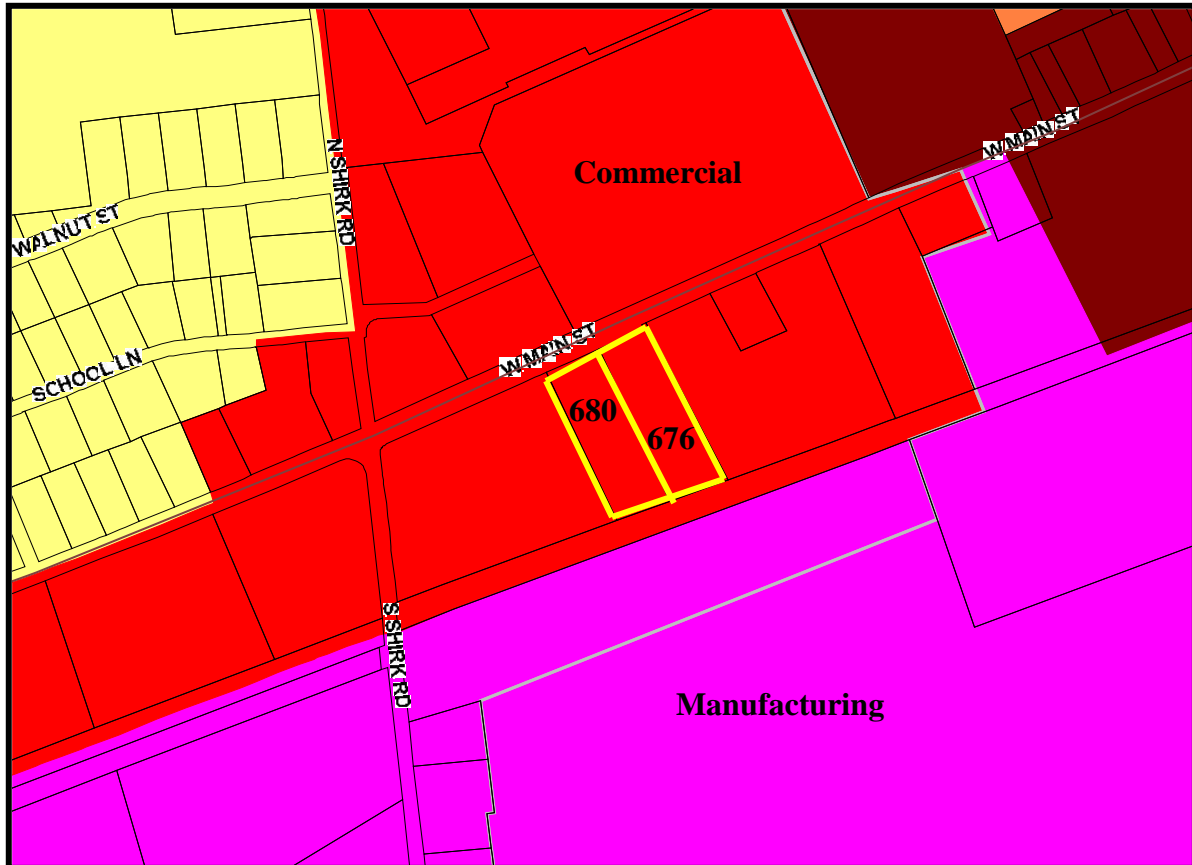 N SHIRK RD
W MAIN ST
Commercial
WALNUT ST
W MAIN ST
SCHOOL LN
680
676
S SHIRK RD
Manufacturing